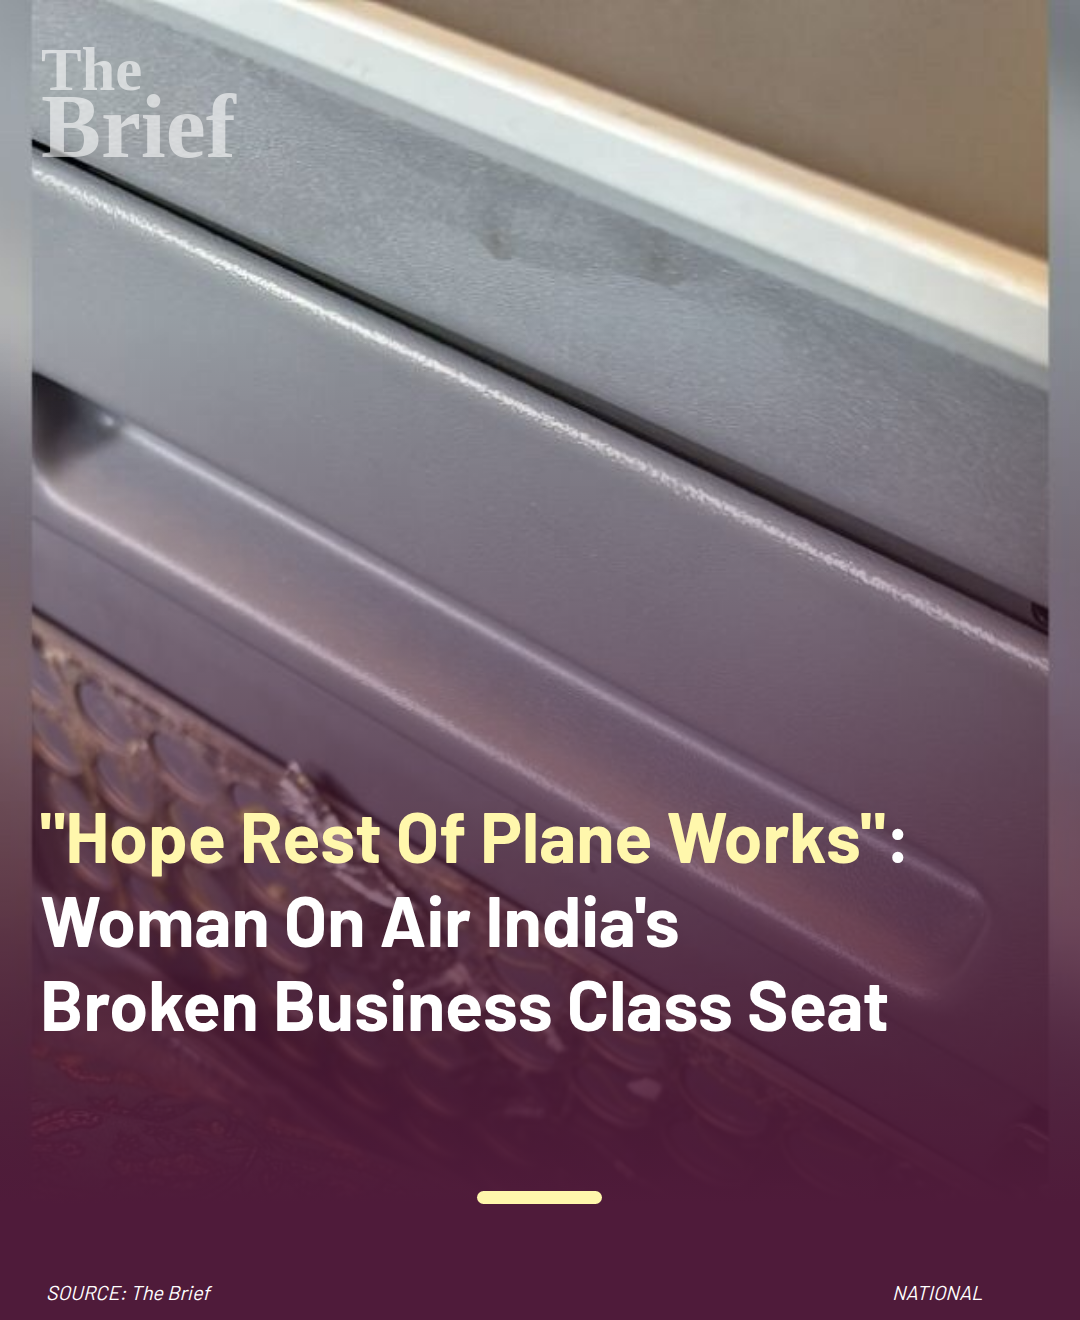 The
Brief
"Hope Rest Of Plane Works":
Woman On Air India's
Broken Business Class Seat
SOURCE: The Brief
NATIONAL